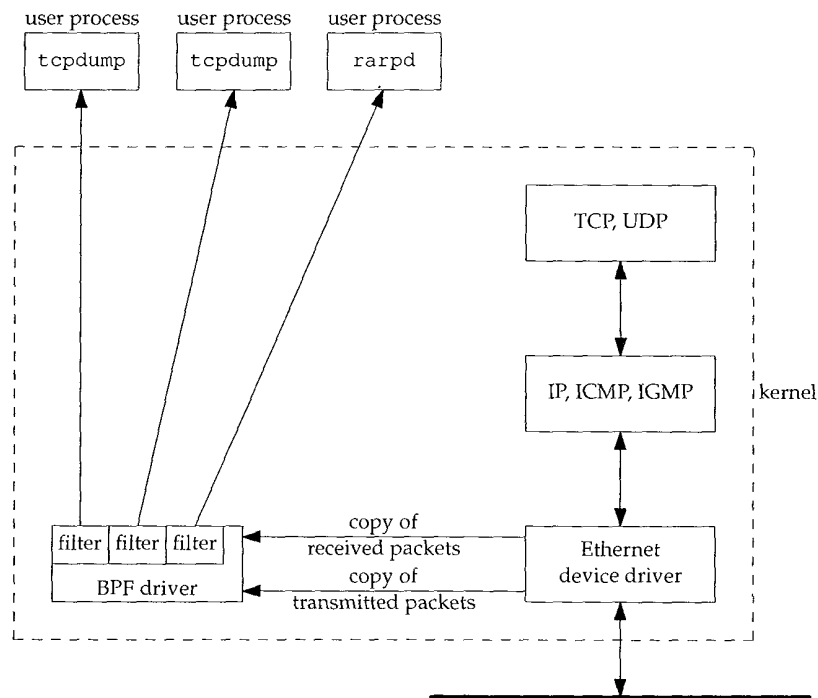 user process
user process
user process
tcpdump
tcpdump
rarpd
TCP, UDP
IP, ICMP, IGMP
kernel
filter
filter
filter
BPF driver
copy of
received packets
copy of
transmitted packets
Ethernet
device driver